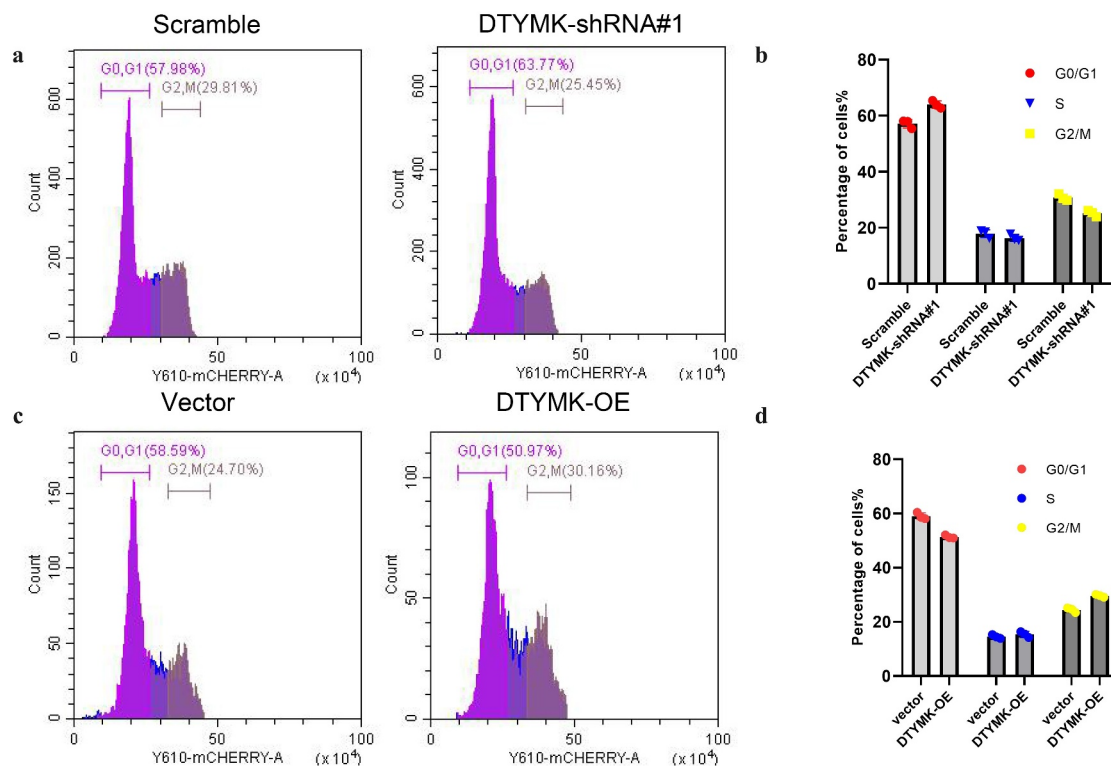 a
Scramble
G0,G1(57.98%)
G2,M(29.81%)
Count
0
200
400
600
0
50
100
Y610-mCHERRY-A
(x 10⁴)
DTYMK-shRNA#1
G0,G1(63.77%)
G2,M(25.45%)
Count
0
200
400
600
0
50
100
Y610-mCHERRY-A
(x 10⁴)
b
Percentage of cells%
80
60
40
20
0
G0/G1
S
G2/M
Scramble
DTYMK-shRNA#1
Scramble
DTYMK-shRNA#1
Scramble
DTYMK-shRNA#1
c
Vector
G0,G1(58.59%)
G2,M(24.70%)
Count
0
50
100
150
0
50
100
Y610-mCHERRY-A
(x 10⁴)
DTYMK-OE
G0,G1(50.97%)
G2,M(30.16%)
Count
0
50
100
0
50
100
Y610-mCHERRY-A
(x 10⁴)
d
Percentage of cells%
80
60
40
20
0
G0/G1
S
G2/M
vector
DTYMK-OE
vector
DTYMK-OE
vector
DTYMK-OE